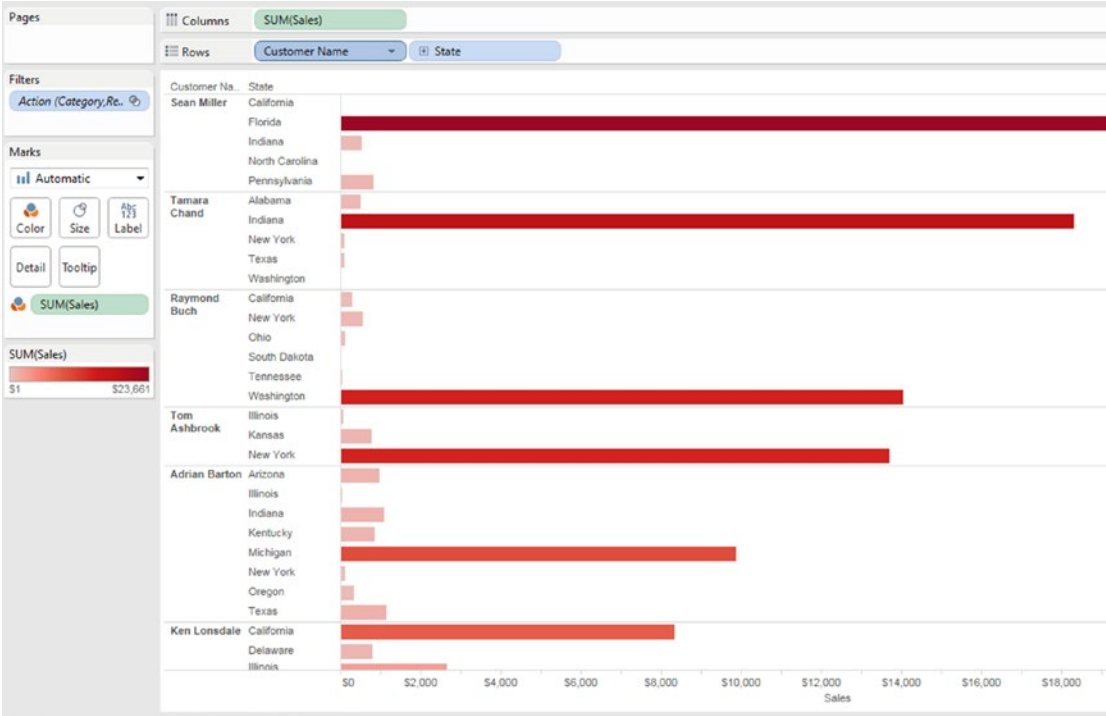 Pages
Columns SUM(Sales)
Rows Customer Name State
Filters
Action (Category,Re..
Marks
Automatic
Color Size Abc 123 Label
Detail Tooltip
SUM(Sales)
SUM(Sales)
$1 $23,661
Customer Na.. State
Sean Miller California
Florida
Indiana
North Carolina
Pennsylvania
Tamara Chand Alabama
Indiana
New York
Texas
Washington
Raymond Buch California
New York
Ohio
South Dakota
Tennessee
Washington
Tom Ashbrook Illinois
Kansas
New York
Adrian Barton Arizona
Illinois
Indiana
Kentucky
Michigan
New York
Oregon
Texas
Ken Lonsdale California
Delaware
Illinois
$0 $2,000 $4,000 $6,000 $8,000 $10,000 $12,000 $14,000 $16,000 $18,000
Sales